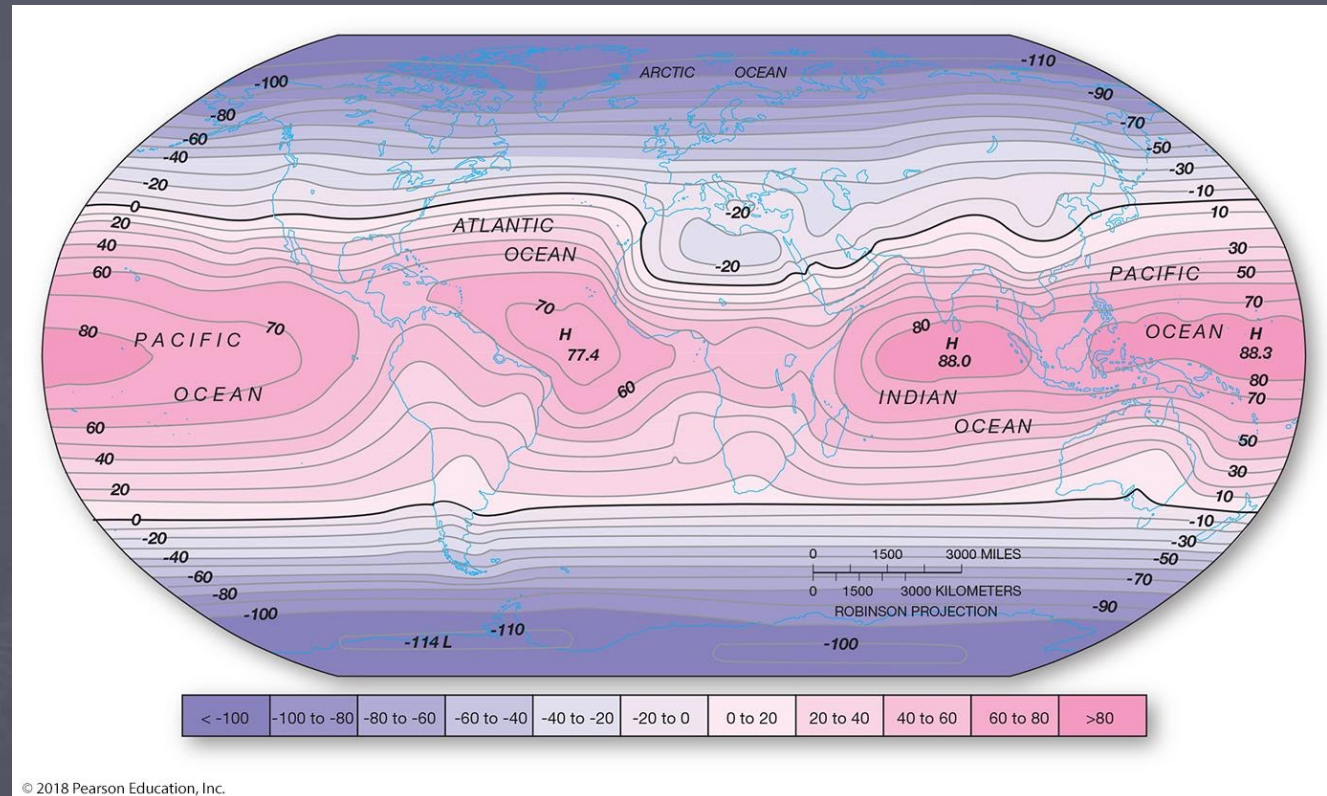 ARCTIC OCEAN
-110
-100
-90
-80
-70
-60
-50
-40
-30
-20
-10
0
10
20
ATLANTIC
-20
40
30
OCEAN
-20
60
PACIFIC
50
70
70
70
80
PACIFIC
80
OCEAN
H
H
H
77.4
88.0
88.3
60
80
OCEAN
INDIAN
70
OCEAN
60
50
40
30
20
10
0
-10
-20
-30
-40
-50
0 1500 3000 MILES
-60
-70
-80
0 1500 3000 KILOMETERS
-100
-90
ROBINSON PROJECTION
-110
-114 L
-100
< -100 -100 to -80 -80 to -60 -60 to -40 -40 to -20 -20 to 0 0 to 20 20 to 40 40 to 60 60 to 80 >80
© 2018 Pearson Education, Inc.